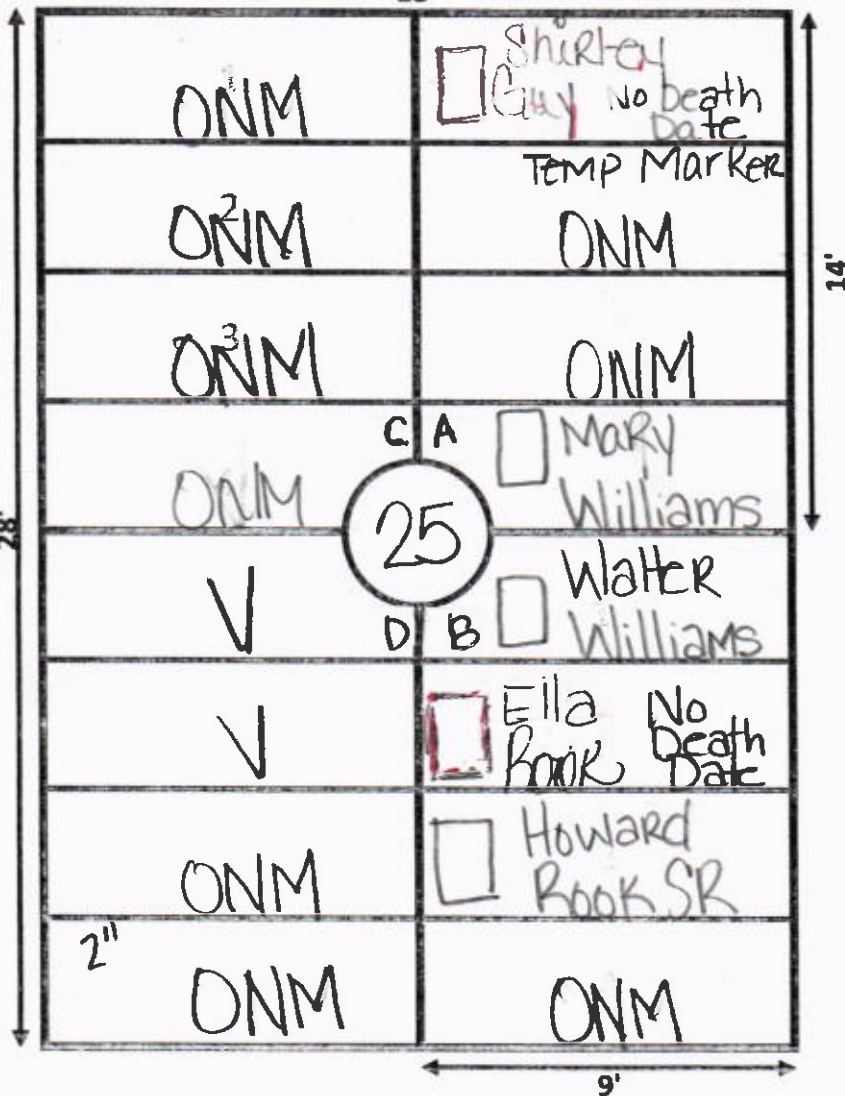 ONM
Shirley
Guy No Death
Date
Temp Marker
2
ONM
ONM
3
ONM
ONM
C A
ONM
Mary
Williams
25
V
Walter
Williams
D B
V
Ella No
Rook Death
Date
ONM
Howard
Rook SR
2"
ONM
ONM
28'
14'
9'